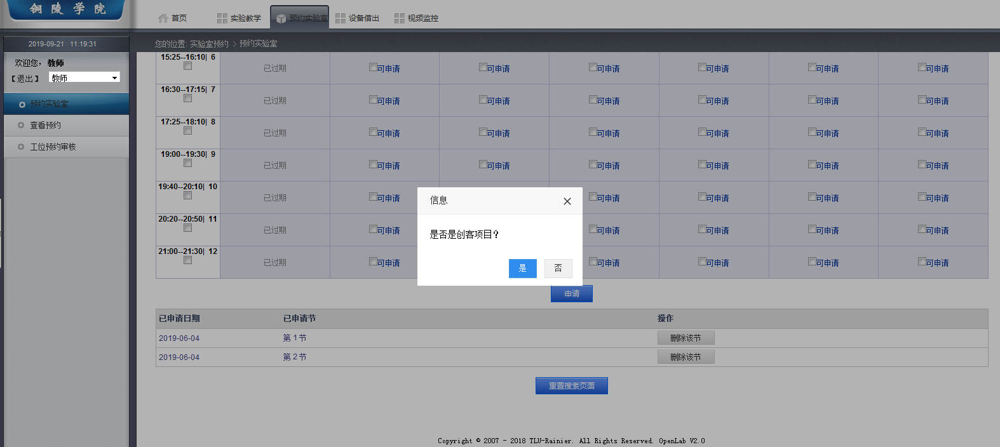 铜陵学院
首页 实验教学 预约实验室 设备借出 视频监控
2019-09-21 11:19:31
您的位置: 实验室预约 > 预约实验室
欢迎您， 教师
【退出】 教师
预约实验室
查看预约
工位预约审核
15:25--16:10| 6 已过期 可申请 可申请 可申请 可申请 可申请 可申请
16:30--17:15| 7 已过期 可申请 可申请 可申请 可申请 可申请 可申请
17:25--18:10| 8 已过期 可申请 可申请 可申请 可申请 可申请 可申请
19:00--19:30| 9 已过期 可申请 可申请 可申请 可申请 可申请 可申请
19:40--20:10| 10 已过期 可申请 可申请 可申请 可申请 可申请
20:20--20:50| 11 已过期 可申请 可申请 可申请 可申请 可申请
21:00--21:30| 12 已过期 可申请 可申请 可申请 可申请 可申请
信息
是否是创客项目？
是 否
申请
已申请日期 已申请节 操作
2019-06-04 第 1 节 删除该节
2019-06-04 第 2 节 删除该节
重置搜索页面
Copyright © 2007 - 2018 TLU-Rainier. All Rights Reserved. OpenLab V2.0